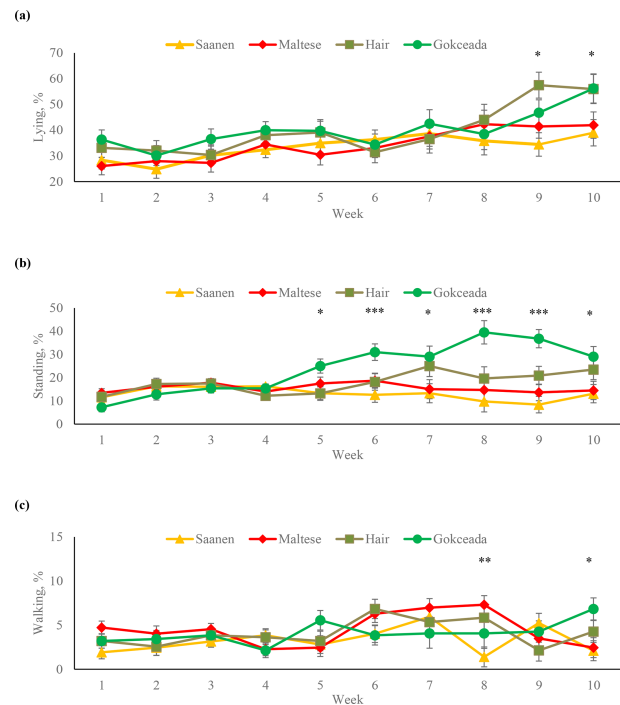 (a)
Saanen Maltese Hair Gokceada
70
60
50
40
30
20
Lying, %
* *
1 2 3 4 5 6 7 8 9 10
Week
(b)
Saanen Maltese Hair Gokceada
50
40
30
20
10
0
Standing, %
* *** * *** *** *
1 2 3 4 5 6 7 8 9 10
Week
(c)
Saanen Maltese Hair Gokceada
15
10
5
0
Walking, %
** *
1 2 3 4 5 6 7 8 9 10
Week